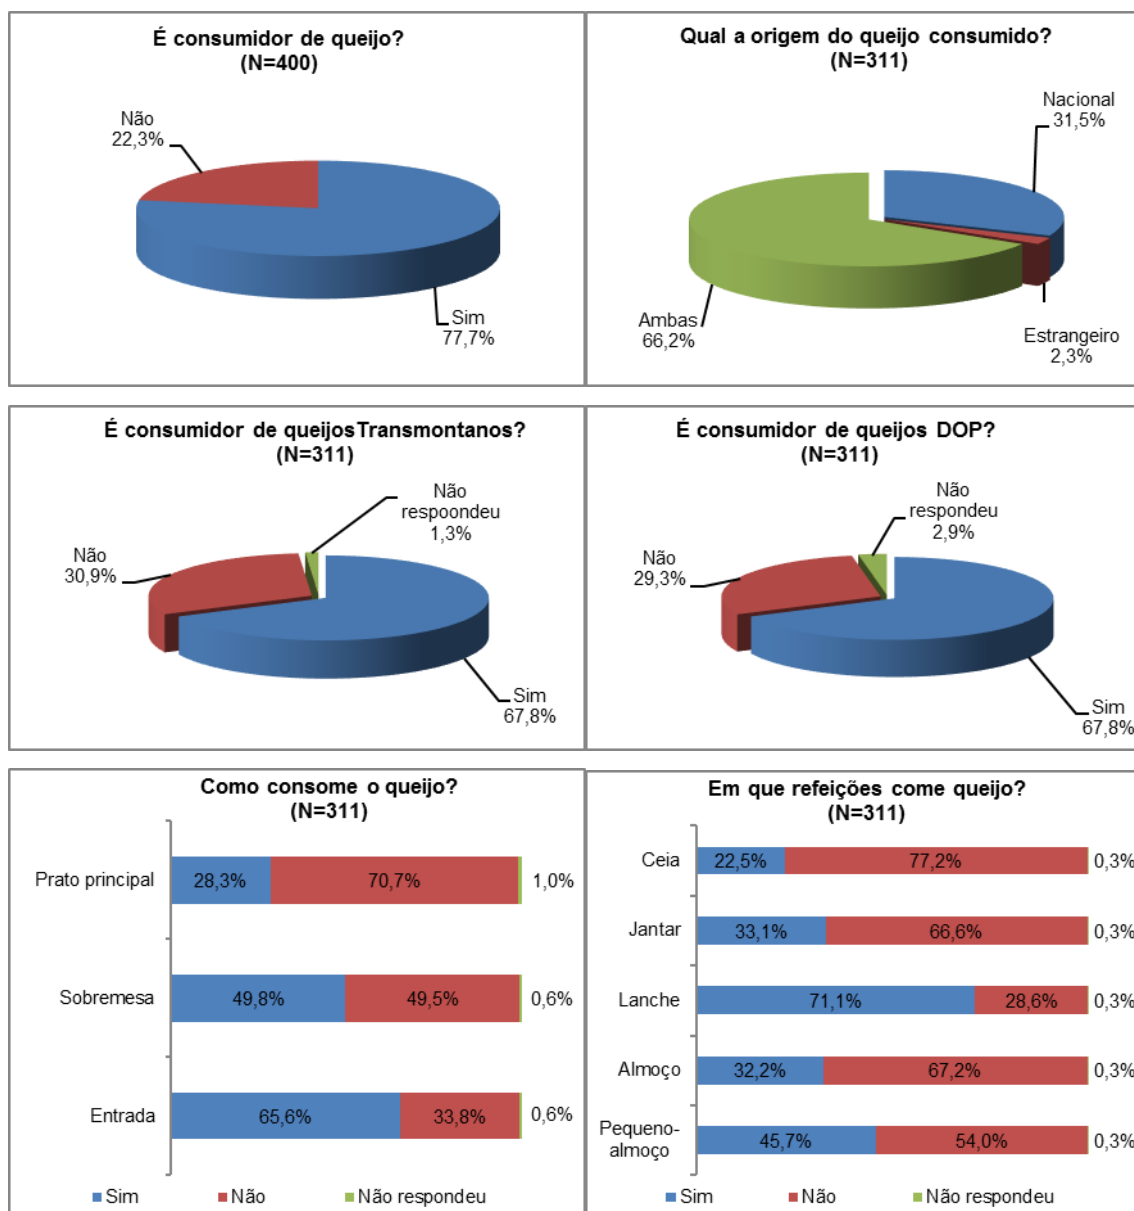 É consumidor de queijo?
(N=400)
Não
22,3%
Sim
77,7%
Qual a origem do queijo consumido?
(N=311)
Nacional
31,5%
Ambas
66,2%
Estrangeiro
2,3%
É consumidor de queijosTransmontanos?
(N=311)
Não
respoondeu
1,3%
Não
30,9%
Sim
67,8%
É consumidor de queijos DOP?
(N=311)
Não
respondeu
2,9%
Não
29,3%
Sim
67,8%
Como consome o queijo?
(N=311)
Prato principal 28,3% 70,7% 1,0%
Sobremesa 49,8% 49,5% 0,6%
Entrada 65,6% 33,8% 0,6%
Sim Não Não respondeu
Em que refeições come queijo?
(N=311)
Ceia 22,5% 77,2% 0,3%
Jantar 33,1% 66,6% 0,3%
Lanche 71,1% 28,6% 0,3%
Almoço 32,2% 67,2% 0,3%
Pequeno-
almoço 45,7% 54,0% 0,3%
Sim Não Não respondeu